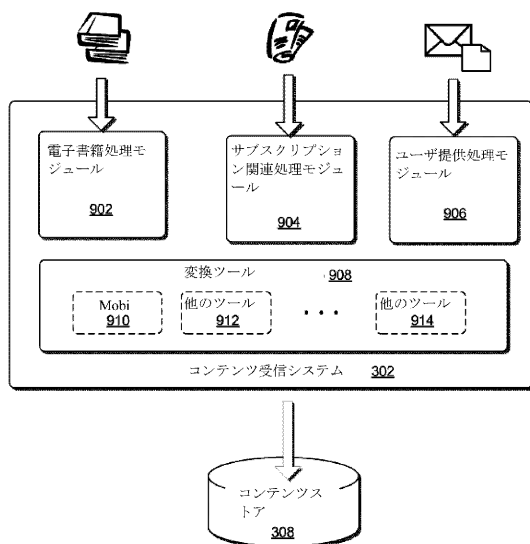 電子書籍処理モ
ジュール
902
サブスクリプショ
ン関連処理モジュ
ール
904
ユーザ提供処理モ
ジュール
906
変換ツール 908
Mobi
910
他のツール
912
• • •
他のツール
914
コンテンツ受信システム 302
コンテンツス
トア
308